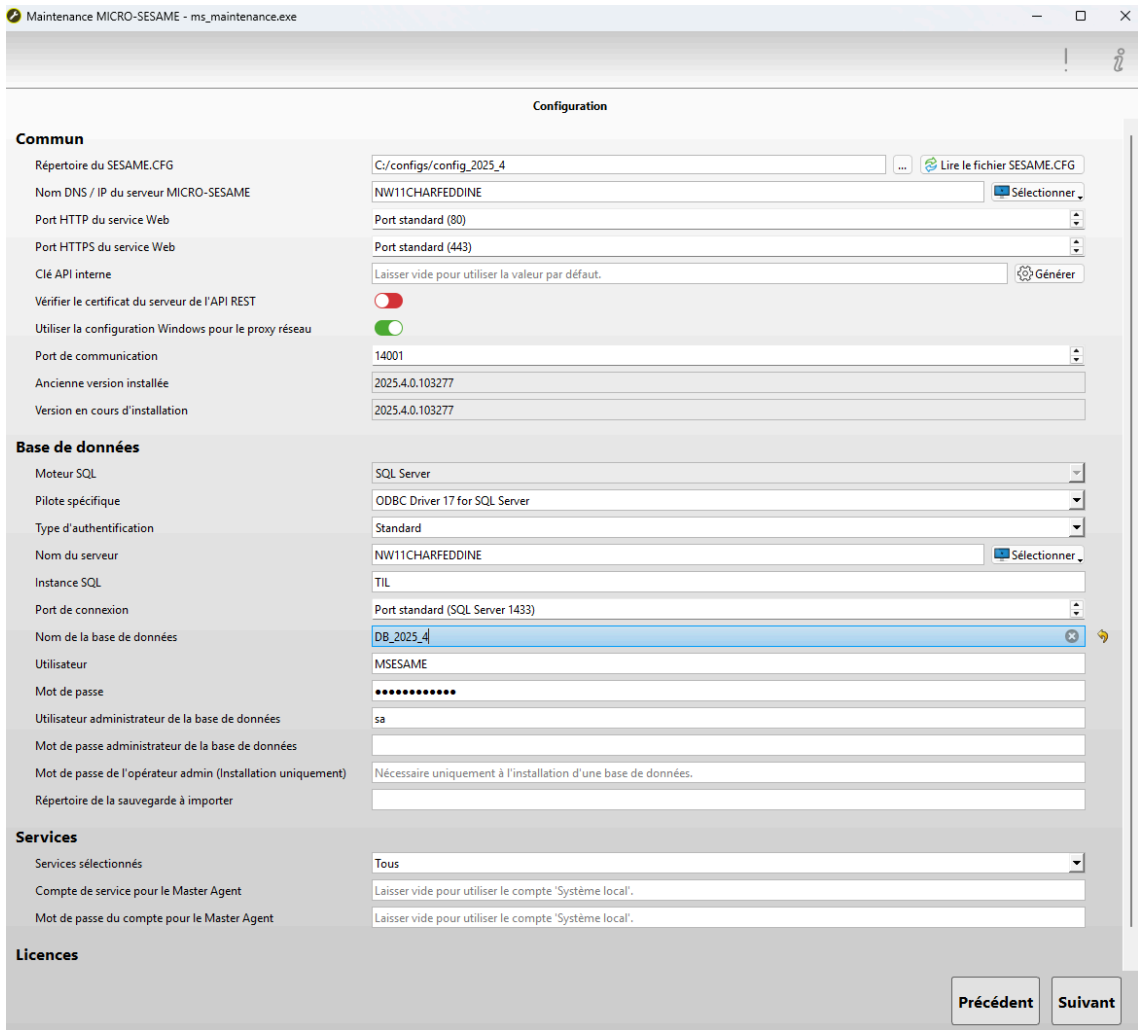 Maintenance MICRO-SESAME - ms_maintenance.exe
Configuration
Commun
Répertoire du SESAME.CFG C:/configs/config_2025_4 ... Lire le fichier SESAME.CFG
Nom DNS / IP du serveur MICRO-SESAME NW11CHARFEDDINE Sélectionner
Port HTTP du service Web Port standard (80)
Port HTTPS du service Web Port standard (443)
Clé API interne Laisser vide pour utiliser la valeur par défaut. Générer
Vérifier le certificat du serveur de l'API REST
Utiliser la configuration Windows pour le proxy réseau
Port de communication 14001
Ancienne version installée 2025.4.0.103277
Version en cours d'installation 2025.4.0.103277
Base de données
Moteur SQL SQL Server
Pilote spécifique ODBC Driver 17 for SQL Server
Type d'authentification Standard
Nom du serveur NW11CHARFEDDINE Sélectionner
Instance SQL TIL
Port de connexion Port standard (SQL Server 1433)
Nom de la base de données DB_2025_4
Utilisateur MSESAME
Mot de passe ••••••••••••
Utilisateur administrateur de la base de données sa
Mot de passe administrateur de la base de données
Mot de passe de l'opérateur admin (Installation uniquement) Nécessaire uniquement à l'installation d'une base de données.
Répertoire de la sauvegarde à importer
Services
Services sélectionnés Tous
Compte de service pour le Master Agent Laisser vide pour utiliser le compte 'Système local'.
Mot de passe du compte pour le Master Agent Laisser vide pour utiliser le compte 'Système local'.
Licences
Précédent Suivant